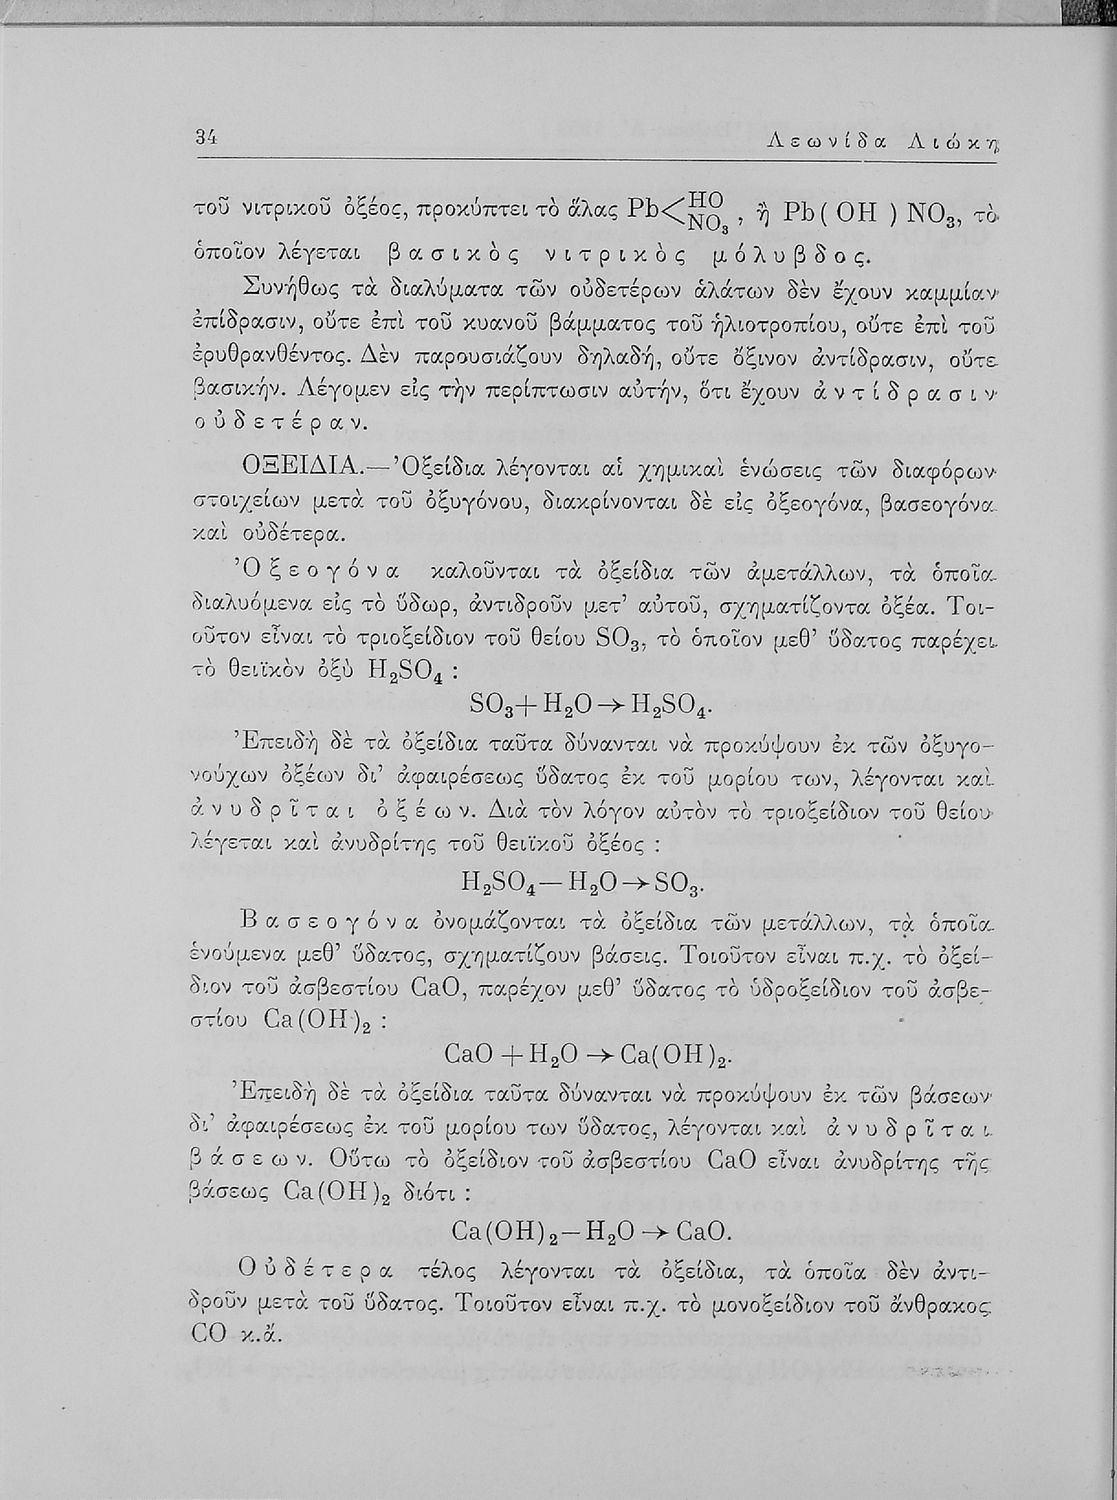 34 Λεωνίδα Λιώκη
τοῦ νιτρικοῦ ὀξέος, προκύπτει τὸ ἅλας Pb<HO NO₃ , ἢ Pb( OH ) NO₃, τὸ
ὁποῖον λέγεται βασικὸς νιτρικὸς μόλυβδος.
Συνήθως τὰ διαλύματα τῶν οὐδετέρων ἁλάτων δὲν ἔχουν καμμίαν
ἐπίδρασιν, οὔτε ἐπὶ τοῦ κυανοῦ βάμματος τοῦ ἡλιοτροπίου, οὔτε ἐπὶ τοῦ
ἐρυθρανθέντος. Δὲν παρουσιάζουν δηλαδή, οὔτε ὄξινον ἀντίδρασιν, οὔτε
βασικήν. Λέγομεν εἰς τὴν περίπτωσιν αὐτήν, ὅτι ἔχουν ἀντίδρασιν
οὐδετέραν.
ΟΞΕΙΔΙΑ.—Ὀξείδια λέγονται αἱ χημικαὶ ἑνώσεις τῶν διαφόρων
στοιχείων μετὰ τοῦ ὀξυγόνου, διακρίνονται δὲ εἰς ὀξεογόνα, βασεογόνα
καὶ οὐδέτερα.
Ὀξεογόνα καλοῦνται τὰ ὀξείδια τῶν ἀμετάλλων, τὰ ὁποῖα
διαλυόμενα εἰς τὸ ὕδωρ, ἀντιδροῦν μετ’ αὐτοῦ, σχηματίζοντα ὀξέα. Τοι-
οῦτον εἶναι τὸ τριοξείδιον τοῦ θείου SO₃, τὸ ὁποῖον μεθ’ ὕδατος παρέχει
τὸ θειϊκὸν ὀξὺ H₂SO₄ :
SO₃+H₂O→H₂SO₄.
Ἐπειδὴ δὲ τὰ ὀξείδια ταῦτα δύνανται νὰ προκύψουν ἐκ τῶν ὀξυγο-
νούχων ὀξέων δι’ ἀφαιρέσεως ὕδατος ἐκ τοῦ μορίου των, λέγονται καὶ
ἀνυδρῖται ὀξέων. Διὰ τὸν λόγον αὐτὸν τὸ τριοξείδιον τοῦ θείου
λέγεται καὶ ἀνυδρίτης τοῦ θειϊκοῦ ὀξέος :
H₂SO₄—H₂O→SO₃.
Βασεογόνα ὀνομάζονται τὰ ὀξείδια τῶν μετάλλων, τὰ ὁποῖα
ἑνούμενα μεθ’ ὕδατος, σχηματίζουν βάσεις. Τοιοῦτον εἶναι π.χ. τὸ ὀξεί-
διον τοῦ ἀσβεστίου CaO, παρέχον μεθ’ ὕδατος τὸ ὑδροξείδιον τοῦ ἀσβε-
στίου Ca(OH)₂ :
CaO +H₂O →Ca(OH)₂.
Ἐπειδὴ δὲ τὰ ὀξείδια ταῦτα δύνανται νὰ προκύψουν ἐκ τῶν βάσεων
δι’ ἀφαιρέσεως ἐκ τοῦ μορίου των ὕδατος, λέγονται καὶ ἀνυδρῖται
βάσεων. Οὕτω τὸ ὀξείδιον τοῦ ἀσβεστίου CaO εἶναι ἀνυδρίτης τῆς
βάσεως Ca(OH)₂ διότι :
Ca(OH)₂—H₂O → CaO.
Οὐδέτερα τέλος λέγονται τὰ ὀξείδια, τὰ ὁποῖα δὲν ἀντι-
δροῦν μετὰ τοῦ ὕδατος. Τοιοῦτον εἶναι π.χ. τὸ μονοξείδιον τοῦ ἄνθρακος
CO κ.ἄ.